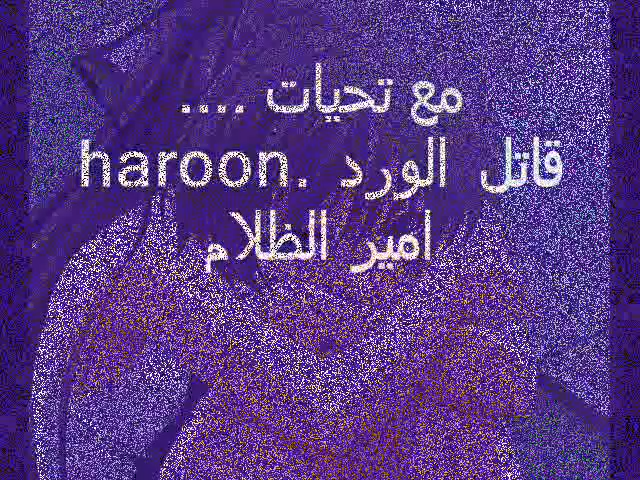 مع تحيات ....
قاتل الورد .haroon
امير الظلام